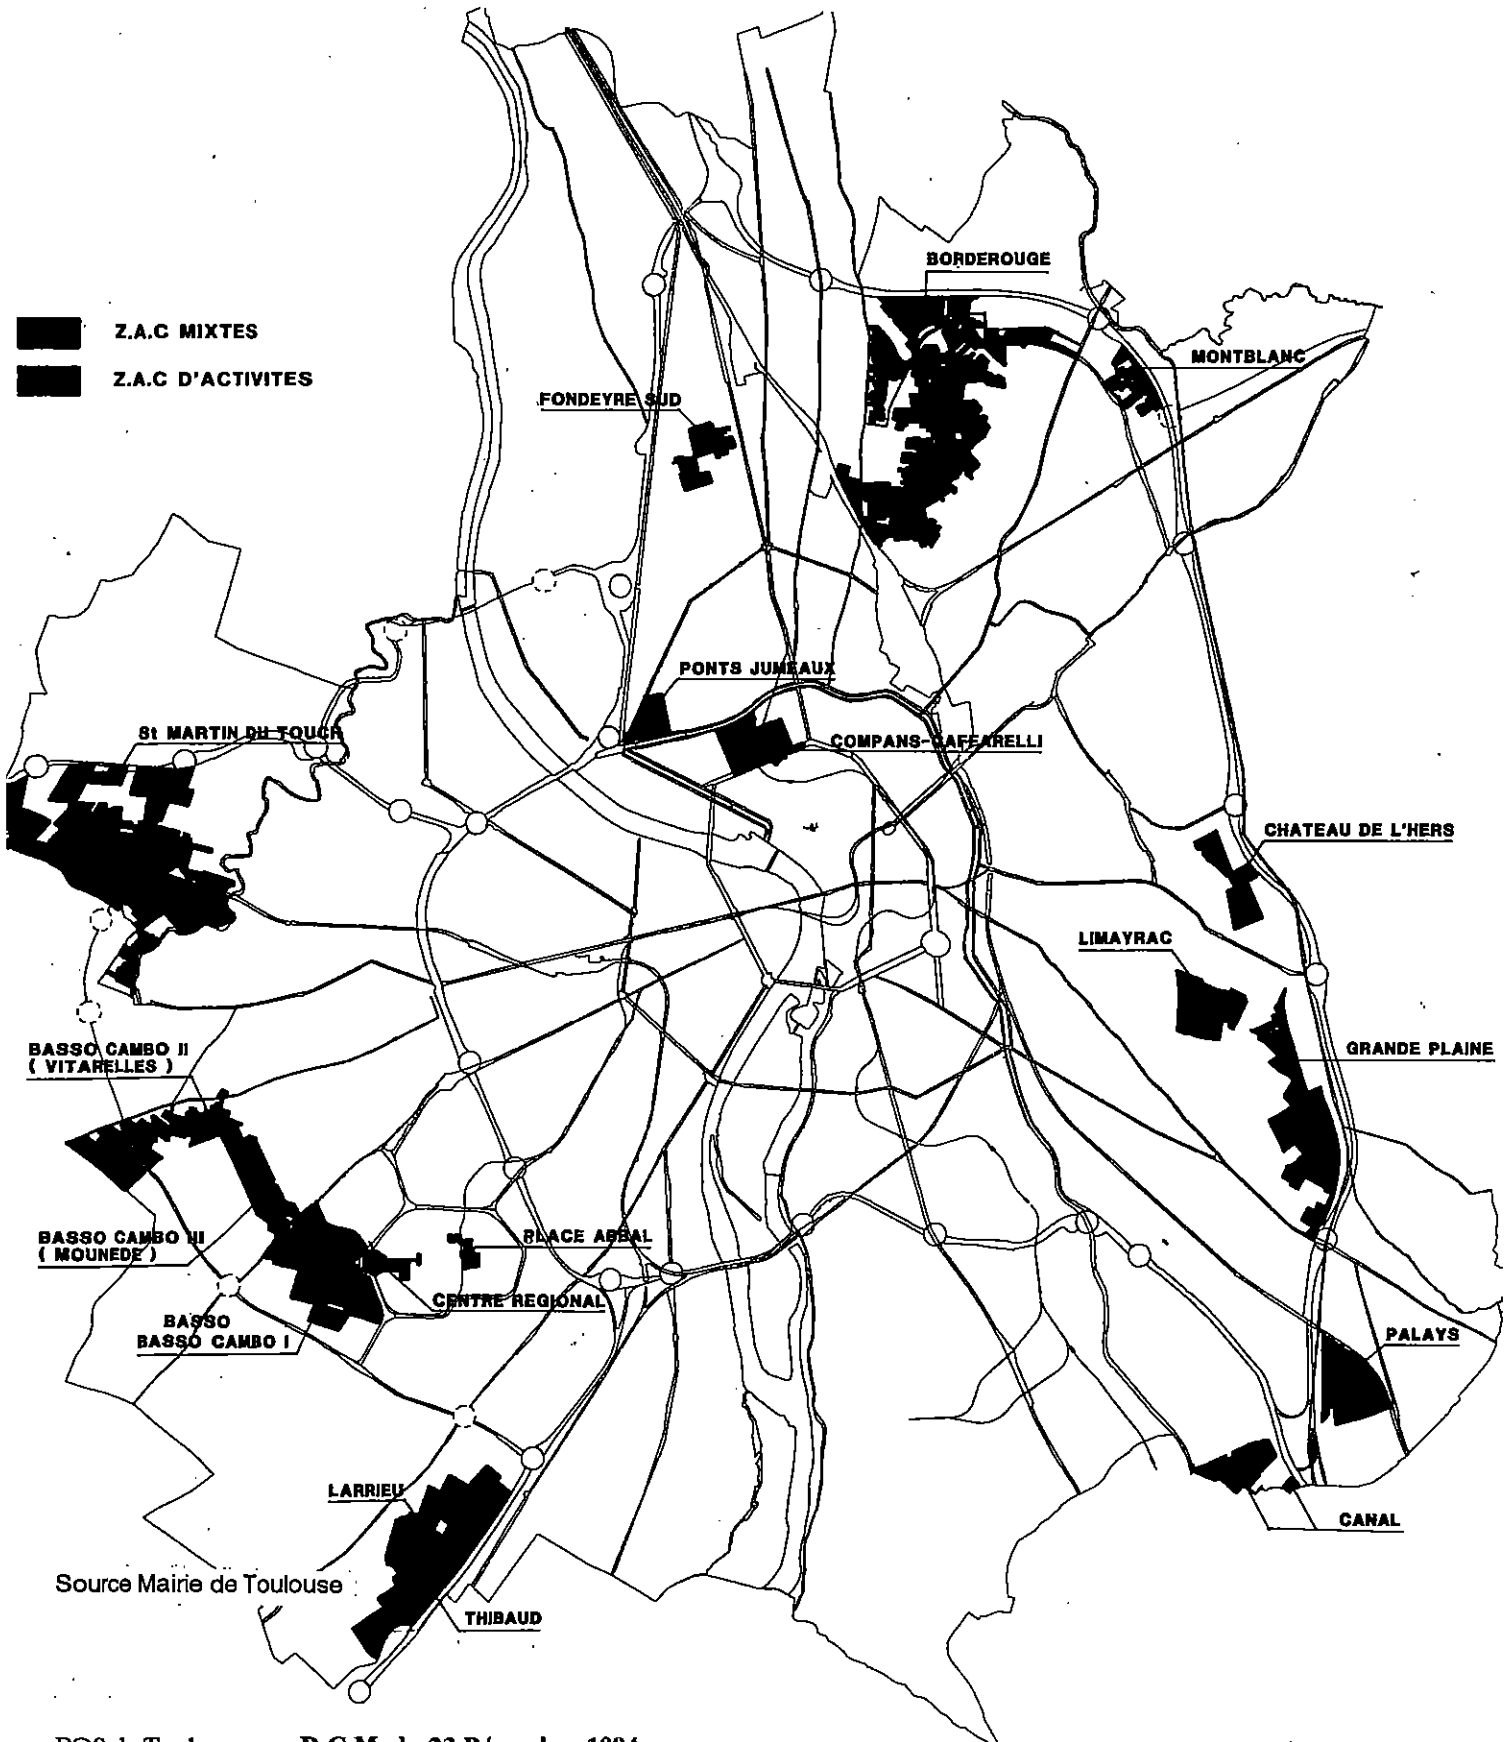 BORDEROUGE
Z.A.C MIXTES
MONTBLANC
Z.A.C D'ACTIVITES
FONDEYRE SUD
PONTS JUMEAUX
St MARTIN DU TOUCH
COMPANS-CAFFARELLI
CHATEAU DE L'HERS
LIMAYRAC
BASSO CAMBO II
( VITARELLES )
GRANDE PLAINE
BASSO CAMBO III
( MOUNEDE )
PLACE ABBAL
CENTRE REGIONAL
BASSO
BASSO CAMBO I
PALAYS
LARRIEU
CANAL
Source Mairie de Toulouse
THIBAUD